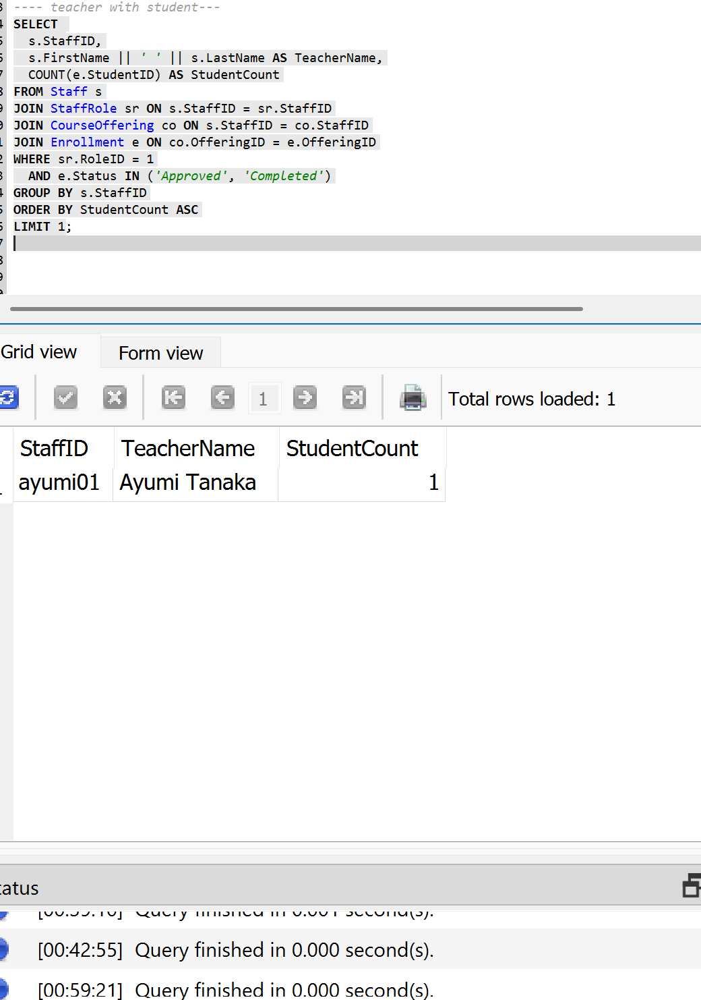 ---- teacher with student---
SELECT
s.StaffID,
s.FirstName || ' ' || s.LastName AS TeacherName,
COUNT(e.StudentID) AS StudentCount
FROM Staff s
JOIN StaffRole sr ON s.StaffID = sr.StaffID
JOIN CourseOffering co ON s.StaffID = co.StaffID
JOIN Enrollment e ON co.OfferingID = e.OfferingID
WHERE sr.RoleID = 1
AND e.Status IN ('Approved', 'Completed')
GROUP BY s.StaffID
ORDER BY StudentCount ASC
LIMIT 1;
Grid view Form view
1 Total rows loaded: 1
StaffID TeacherName StudentCount
ayumi01 Ayumi Tanaka 1
tatus
Query finished in 0.001 second(s).
[00:42:55] Query finished in 0.000 second(s).
[00:59:21] Query finished in 0.000 second(s).